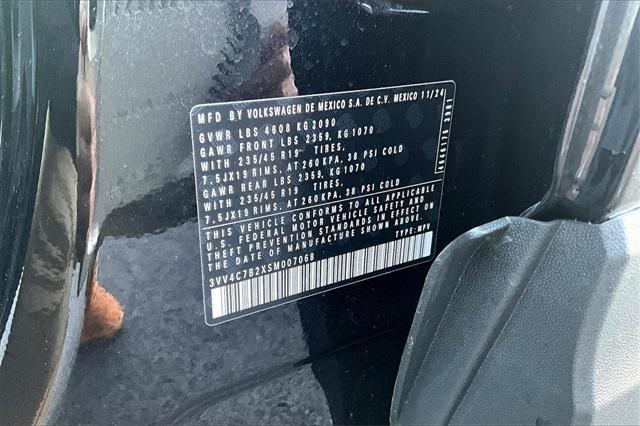 MFD BY VOLKSWAGEN DE MEXICO S.A. DE C.V. MEXICO 11/24
GVWR LBS 4608 KG 2090
GAWR FRONT LBS 2359, KG 1070
WITH 235/45 R19 TIRES.
7.5JX19 RIMS, AT 260 KPA, 38 PSI COLD
GAWR REAR LBS 2359, KG 1070
WITH 235/45 R19 TIRES.
7.5JX19 RIMS, AT 260 KPA, 38 PSI COLD
THIS VEHICLE CONFORMS TO ALL APPLICABLE
U.S. FEDERAL MOTOR VEHICLE SAFETY AND
THEFT PREVENTION STANDARDS IN EFFECT ON
THE DATE OF MANUFACTURE SHOWN ABOVE.
TYPE: MPV
3VV4C7B2XSM007068